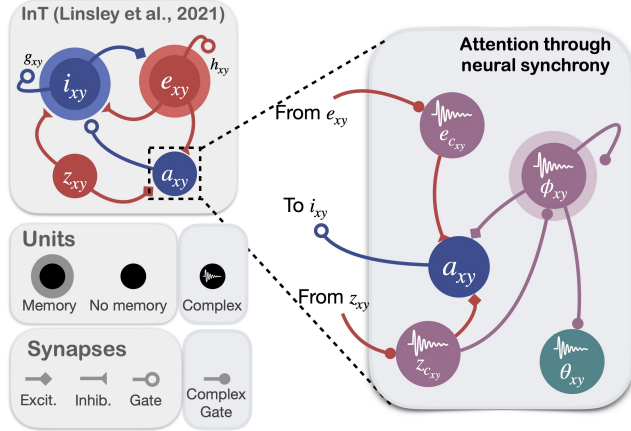 InT (Linsley et al., 2021)
g_xy
i_xy
e_xy
h_xy
z_xy
a_xy
Units
Memory
No memory
Complex
Synapses
Excit.
Inhib.
Gate
Complex
Gate
Attention through
neural synchrony
From e_xy
e_c_xy
ϕ_xy
To i_xy
a_xy
From z_xy
z_c_xy
θ_xy